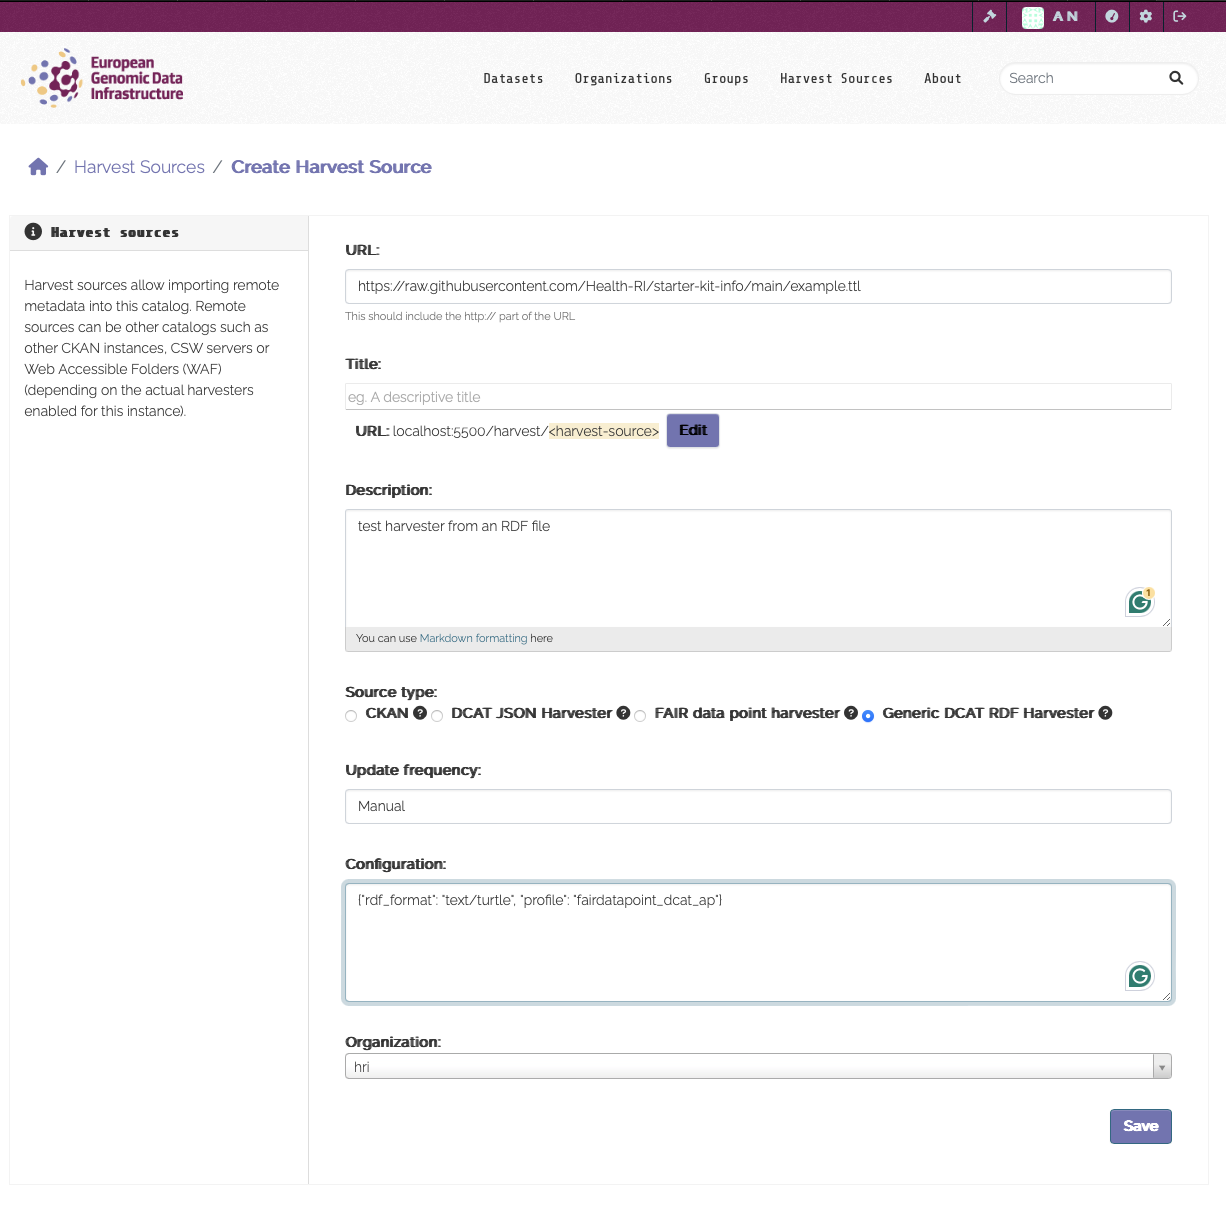 A N
European
Genomic Data
Infrastructure
Datasets Organizations Groups Harvest Sources About Search
/ Harvest Sources / Create Harvest Source
Harvest sources
Harvest sources allow importing remote
metadata into this catalog. Remote
sources can be other catalogs such as
other CKAN instances, CSW servers or
Web Accessible Folders (WAF)
(depending on the actual harvesters
enabled for this instance).
URL:
https://raw.githubusercontent.com/Health-RI/starter-kit-info/main/example.ttl
This should include the http:// part of the URL
Title:
eg. A descriptive title
URL: localhost:5500/harvest/<harvest-source> Edit
Description:
test harvester from an RDF file
1
You can use Markdown formatting here
Source type:
CKAN ? DCAT JSON Harvester ? FAIR data point harvester ? Generic DCAT RDF Harvester ?
Update frequency:
Manual
Configuration:
{"rdf_format": "text/turtle", "profile": "fairdatapoint_dcat_ap"}
Organization:
hri
Save